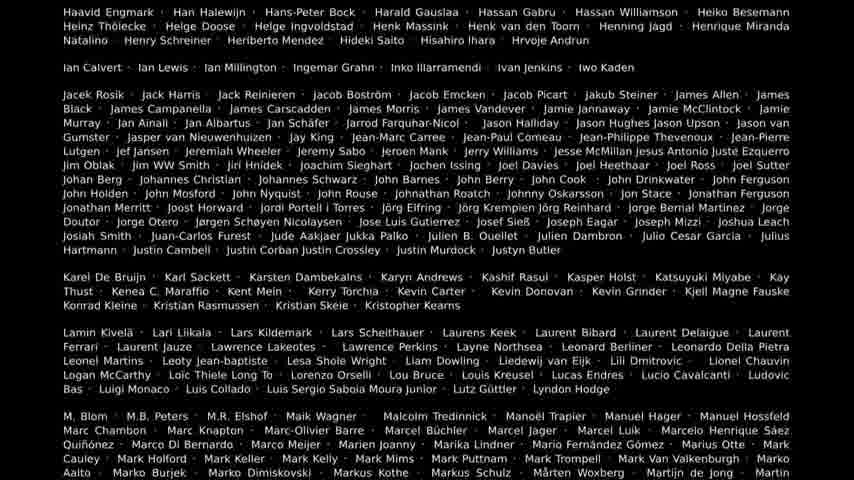 Haavid Engmark · Han Halewijn · Hans-Peter Bock · Harald Gauslaa · Hassan Gabru · Hassan Williamson · Heiko Besemann
Heinz Thölecke · Helge Doose · Helge Ingvoldstad · Henk Massink · Henk van den Toorn · Henning Jagd · Henrique Miranda
Natalino · Henry Schreiner · Heriberto Mendez · Hideki Saito · Hisahiro Ihara · Hrvoje Andrun
Ian Calvert · Ian Lewis · Ian Millington · Ingemar Grahn · Inko Illarramendi · Ivan Jenkins · Iwo Kaden
Jacek Rosik · Jack Harris · Jack Reinieren · Jacob Boström · Jacob Emcken · Jacob Picart · Jakub Steiner · James Allen · James
Black · James Campanella · James Carscadden · James Morris · James Vandever · Jamie Jannaway · Jamie McClintock · Jamie
Murray · Jan Ainali · Jan Albartus · Jan Schäfer · Jarrod Farquhar-Nicol · Jason Halliday · Jason Hughes Jason Upson · Jason van
Gumster · Jasper van Nieuwenhuizen · Jay King · Jean-Marc Carree · Jean-Paul Comeau · Jean-Philippe Thevenoux · Jean-Pierre
Lutgen · Jef Jansen · Jeremiah Wheeler · Jeremy Sabo · Jeroen Mank · Jerry Williams · Jesse McMillan Jesus Antonio Juste Ezquerro
Jim Oblak · Jim WW Smith · Jiri Hnídek · Joachim Sieghart · Jochen Issing · Joel Davies · Joel Heethaar · Joel Ross · Joel Sutter
Johan Berg · Johannes Christian · Johannes Schwarz · John Barnes · John Berry · John Cook · John Drinkwater · John Ferguson
John Holden · John Mosford · John Nyquist · John Rouse · Johnathan Roatch · Johnny Oskarsson · Jon Stace · Jonathan Ferguson
Jonathan Merritt · Joost Horward · Jordi Portell i Torres · Jörg Eifring · Jörg Krempien Jörg Reinhard · Jorge Bernal Martinez · Jorge
Doutor · Jorge Otero · Jørgen Schøyen Nicolaysen · Jose Luis Gutierrez · Josef Sieß · Joseph Eagar · Joseph Mizzi · Joshua Leach
Josiah Smith · Juan-Carlos Furest · Jude Aakjaer Jukka Palko · Julien B. Ouellet · Julien Dambron · Julio Cesar Garcia · Julius
Hartmann · Justin Cambell · Justin Corban Justin Crossley · Justin Murdock · Justyn Butler
Karel De Bruijn · Karl Sackett · Karsten Dambekalns · Karyn Andrews · Kashif Rasul · Kasper Holst · Katsuyuki Miyabe · Kay
Thust · Kenea C. Maraffio · Kent Mein · Kerry Torchia · Kevin Carter · Kevin Donovan · Kevin Grinder · Kjell Magne Fauske
Konrad Kleine · Kristian Rasmussen · Kristian Skeie · Kristopher Kearns
Lamin Kivelä · Lari Liikala · Lars Kildemark · Lars Scheithauer · Laurens Keek · Laurent Bibard · Laurent Delaigue · Laurent
Ferrari · Laurent Jauze · Lawrence Lakeotes · Lawrence Perkins · Layne Northsea · Leonard Berliner · Leonardo Della Pietra
Leonel Martins · Leoty Jean-baptiste · Lesa Shole Wright · Liam Dowling · Liedewij van Eijk · Lili Dmitrovic · Lionel Chauvin
Logan McCarthy · Loïc Thiele Long To · Lorenzo Orselli · Lou Bruce · Louis Kreusel · Lucas Endres · Lucio Cavalcanti · Ludovic
Bas · Luigi Monaco · Luis Collado · Luis Sergio Saboia Moura Junior · Lutz Güttler · Lyndon Hodge
M. Blom · M.B. Peters · M.R. Elshof · Maik Wagner · Malcolm Tredinnick · Manoël Trapier · Manuel Hager · Manuel Hossfeld
Marc Chambon · Marc Knapton · Marc-Olivier Barre · Marcel Büchler · Marcel Jager · Marcel Luik · Marcelo Henrique Sáez
Quiñónez · Marco Di Bernardo · Marco Meijer · Marien Joanny · Marika Lindner · Mario Fernández Gómez · Marius Otte · Mark
Cauley · Mark Holford · Mark Keller · Mark Kelly · Mark Mims · Mark Puttnam · Mark Trompell · Mark Van Valkenburgh · Marko
Aalto · Marko Burjek · Marko Dimiskovski · Markus Kothe · Markus Schulz · Mårten Woxberg · Martijn de Jong · Martin